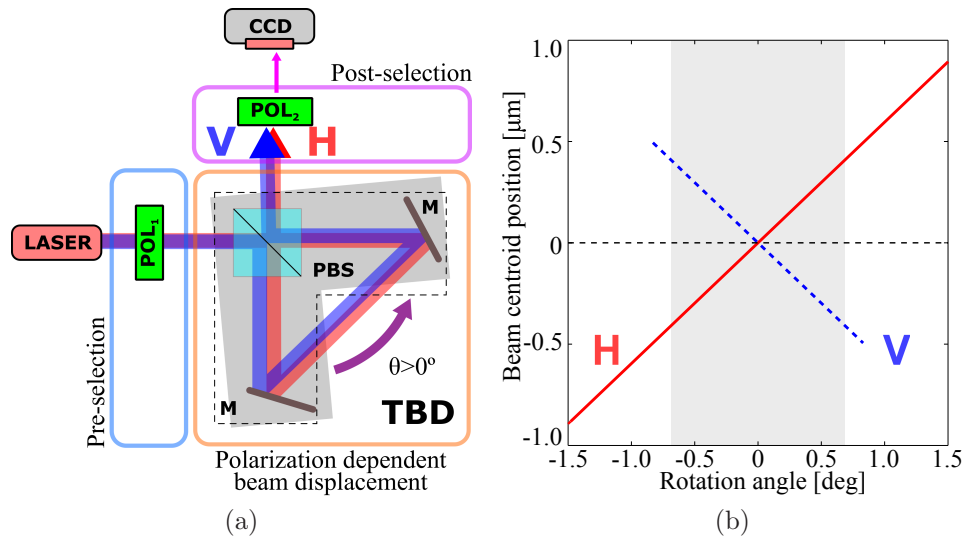 CCD
Post-selection
POL2
V
H
LASER
POL1
M
PBS
θ>0º
M
TBD
Pre-selection
Polarization dependent
beam displacement
(a)
1.0
0.5
0
-0.5
-1.0
Beam centroid position [μm]
H
V
-1.5
-1.0
-0.5
0
0.5
1.0
1.5
Rotation angle [deg]
(b)